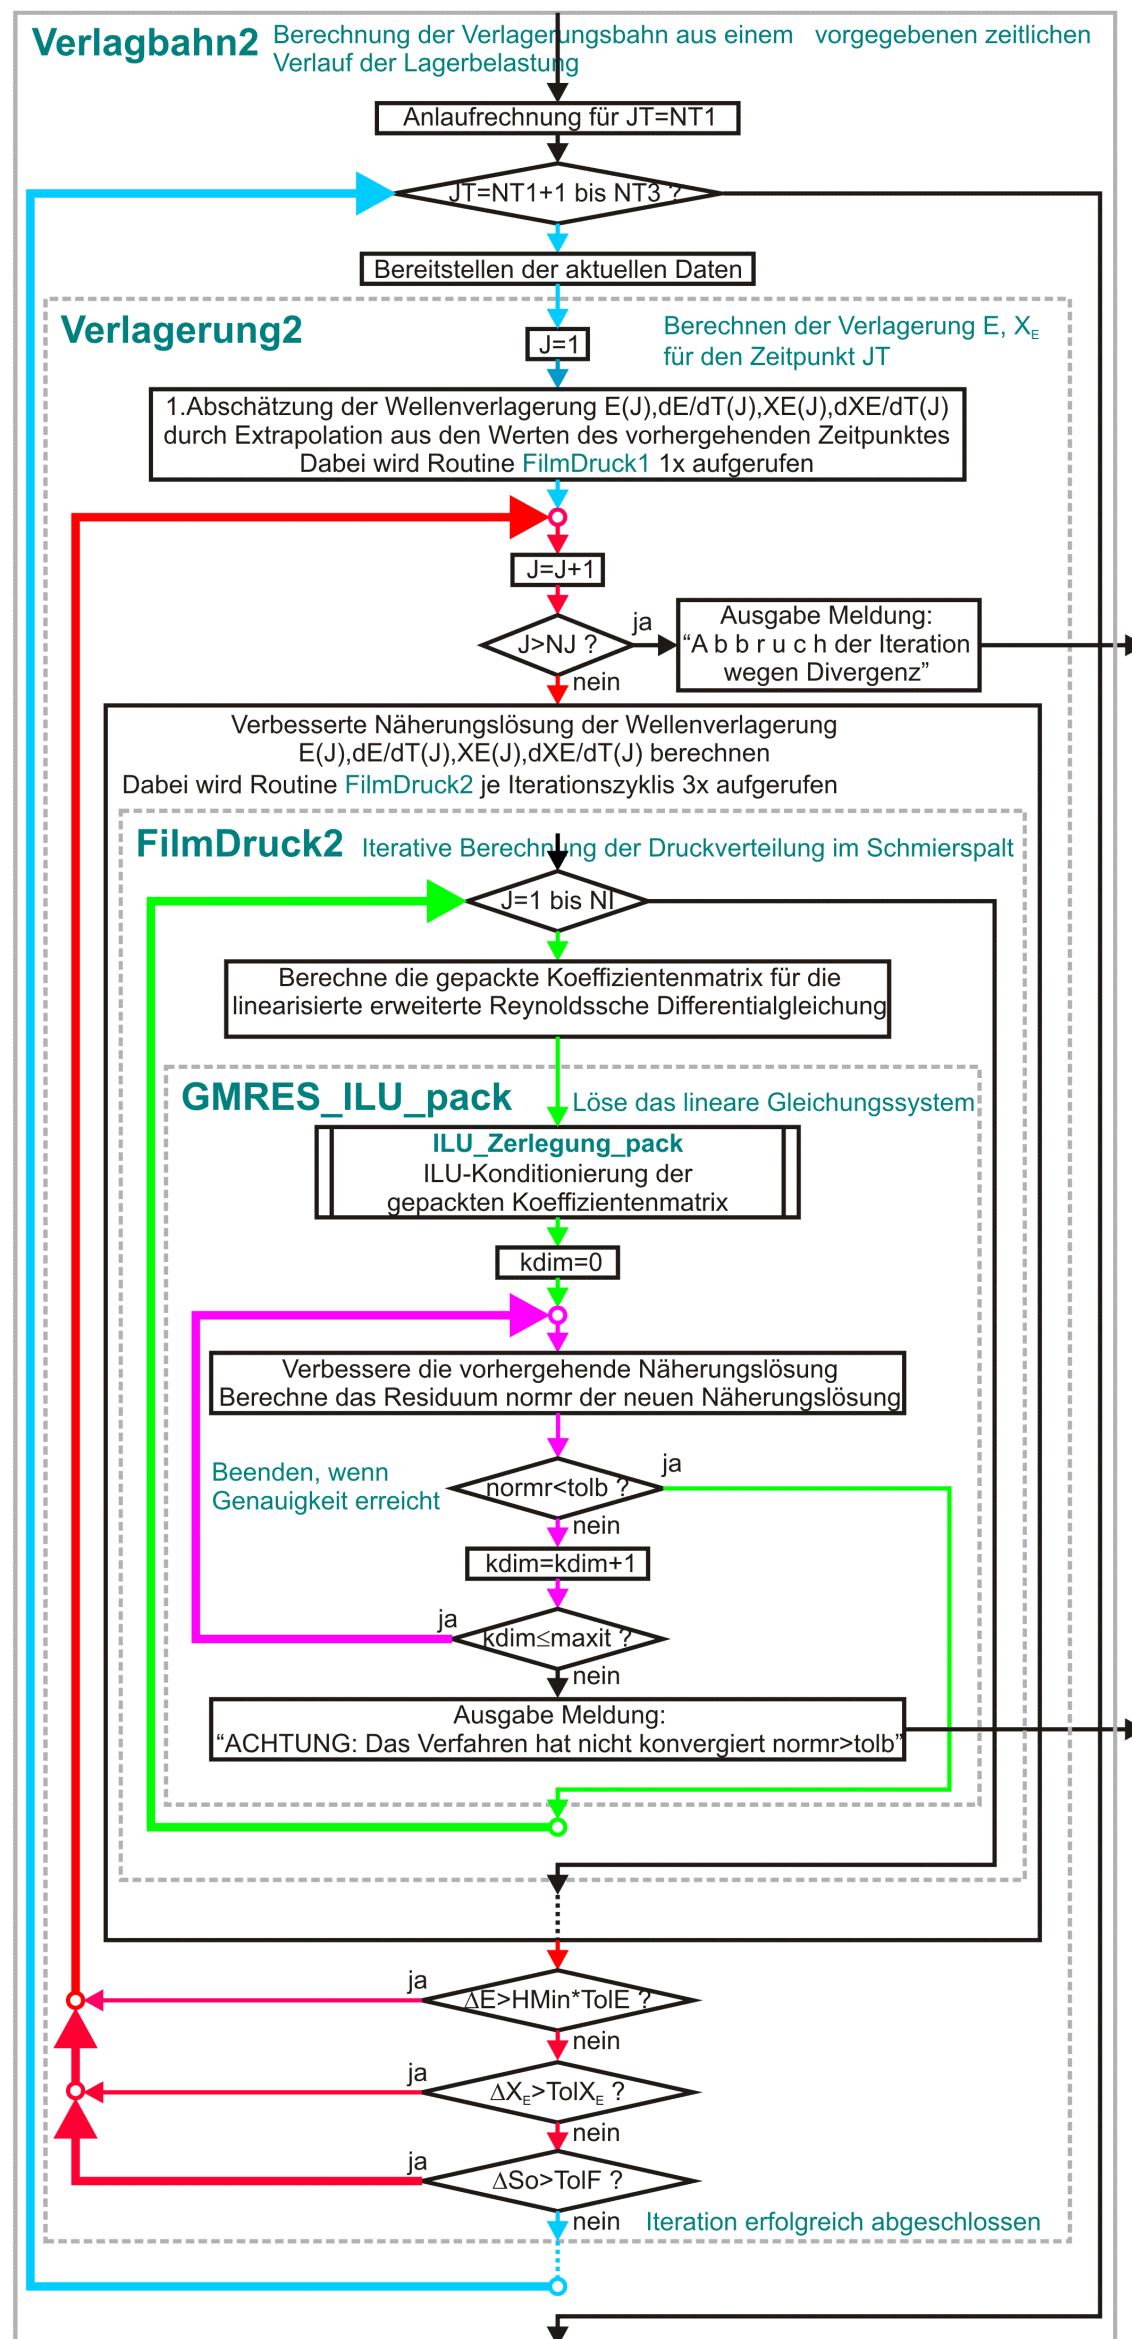 Verlagbahn2
Berechnung der Verlagerungsbahn aus einem vorgegebenen zeitlichen
Verlauf der Lagerbelastung
Anlaufrechnung für JT=NT1
JT=NT1+1 bis NT3 ?
Bereitstellen der aktuellen Daten
Verlagerung2
Berechnen der Verlagerung E, XE
für den Zeitpunkt JT
J=1
1.Abschätzung der Wellenverlagerung E(J),dE/dT(J),XE(J),dXE/dT(J)
durch Extrapolation aus den Werten des vorhergehenden Zeitpunktes
Dabei wird Routine FilmDruck1 1x aufgerufen
J=J+1
J>NJ ?
ja
nein
Ausgabe Meldung:
“A b b r u c h der Iteration
wegen Divergenz”
Verbesserte Näherungslösung der Wellenverlagerung
E(J),dE/dT(J),XE(J),dXE/dT(J) berechnen
Dabei wird Routine FilmDruck2 je Iterationszyklis 3x aufgerufen
FilmDruck2
Iterative Berechnung der Druckverteilung im Schmierspalt
J=1 bis NI
Berechne die gepackte Koeffizientenmatrix für die
linearisierte erweiterte Reynoldssche Differentialgleichung
GMRES_ILU_pack
Löse das lineare Gleichungssystem
ILU_Zerlegung_pack
ILU-Konditionierung der
gepackten Koeffizientenmatrix
kdim=0
Verbessere die vorhergehende Näherungslösung
Berechne das Residuum normr der neuen Näherungslösung
Beenden, wenn
Genauigkeit erreicht
normr<tolb ?
ja
nein
kdim=kdim+1
ja
kdim≤maxit ?
nein
Ausgabe Meldung:
“ACHTUNG: Das Verfahren hat nicht konvergiert normr>tolb”
ja
ΔE>HMin*TolE ?
nein
ja
ΔXE>TolXE ?
nein
ja
ΔSo>TolF ?
nein
Iteration erfolgreich abgeschlossen